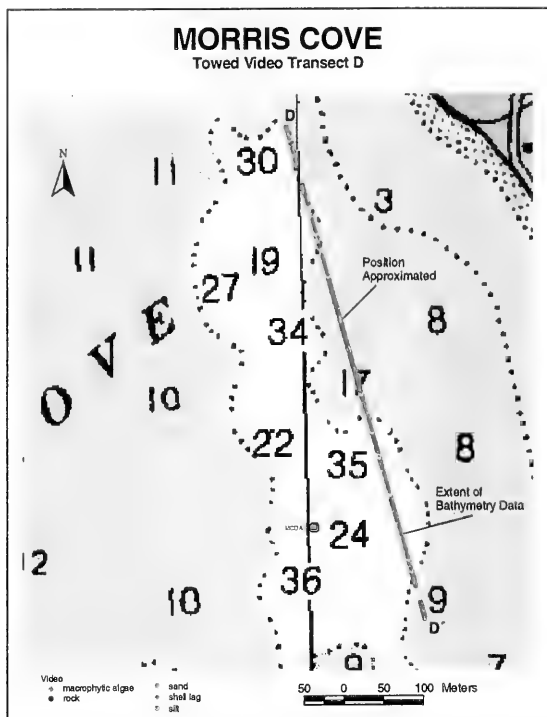 MORRIS COVE
Towed Video Transect D
D
N
30
11
3
19
11
27
Position
Approximated
8
34
O V E
17
10
22
35
8
Extent of
Bathymetry Data
24
12
36
9
10
D'
9
7
Video
macrophytic algae
rock
sand
shell lag
silt
50 0 50 100 Meters